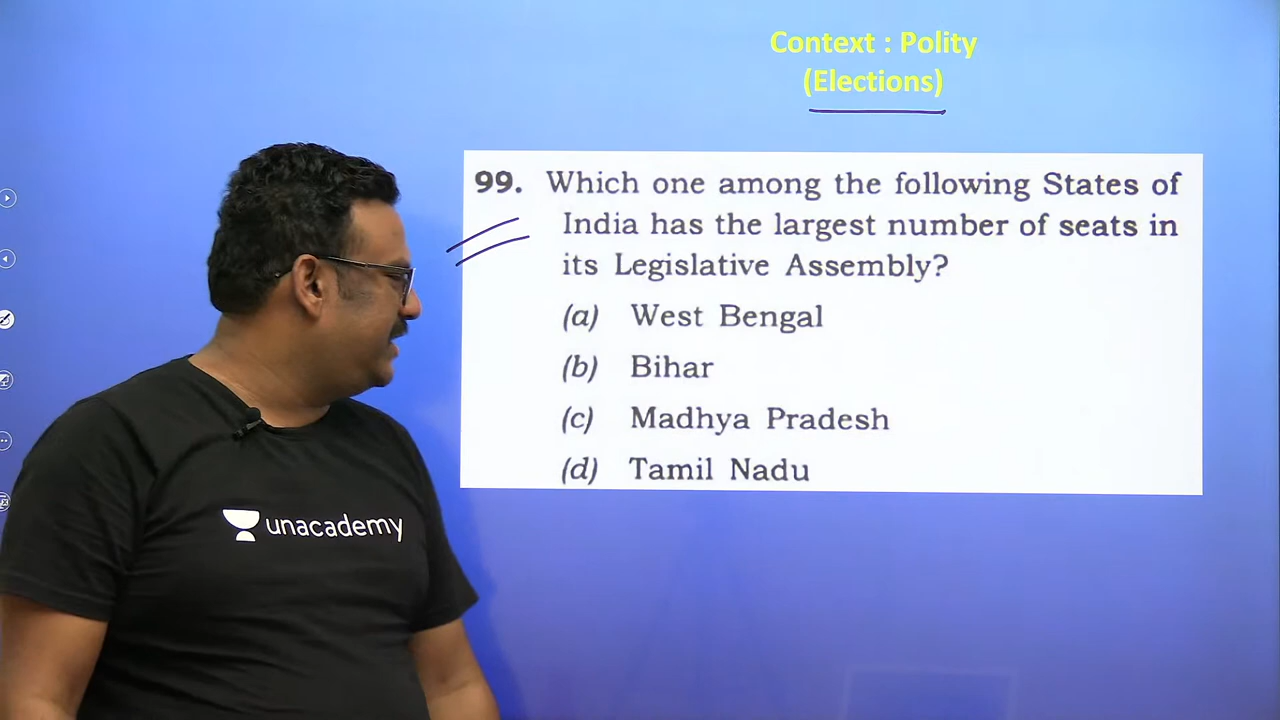 Context : Polity
(Elections)
99. Which one among the following States of
India has the largest number of seats in
its Legislative Assembly?
(a) West Bengal
(b) Bihar
(c) Madhya Pradesh
(d) Tamil Nadu
unacademy